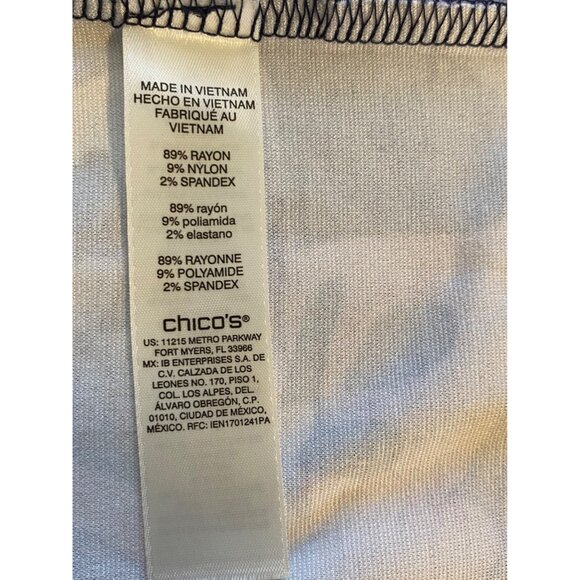 MADE IN VIETNAM
HECHO EN VIETNAM
FABRIQUÉ AU
VIETNAM
89% RAYON
9% NYLON
2% SPANDEX
89% rayón
9% poliamida
2% elastano
89% RAYONNE
9% POLYAMIDE
2% SPANDEX
chico's®
US: 11215 METRO PARKWAY
FORT MYERS, FL 33966
MX: IB ENTERPRISES S.A. DE
C.V. CALZADA DE LOS
LEONES NO. 170, PISO 1,
COL. LOS ALPES, DEL.
ÁLVARO OBREGÓN, C.P.
01010, CIUDAD DE MÉXICO,
MÉXICO. RFC: IEN1701241PA